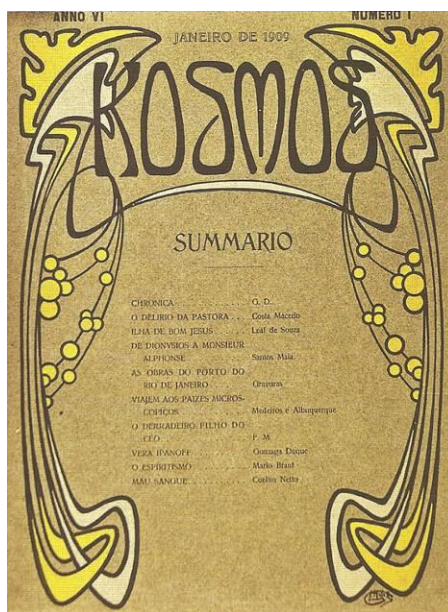 ANNO VI NUMERO I
JANEIRO DE 1909
KOSMOS
SUMMARIO
CHRONICA . . . . . . . . . . . . G. D.
O DELIRIO DA PASTORA . . . Costa Macedo
ILHA DE BOM JESUS . . . . . . Leal de Souza
DE DIONYSIOS A MONSIEUR
ALPHONSE Santos Maia
AS OBRAS DO PORTO DO
RIO DE JANEIRO . . . . Gravuras
VIAJEM AOS PAIZES MICROS-
COPICOS Medeiros e Albuquerque
O DERRADEIRO FILHO DO
CÉO . . . . . . . . . . . . . F. M.
VERA IVANOFF . . . . . . . . Gonzaga Duque
O ESPIRITISMO . . . . . . . . Mario Brant
MAU SANGUE . . . . . . . . . Coelho Netto